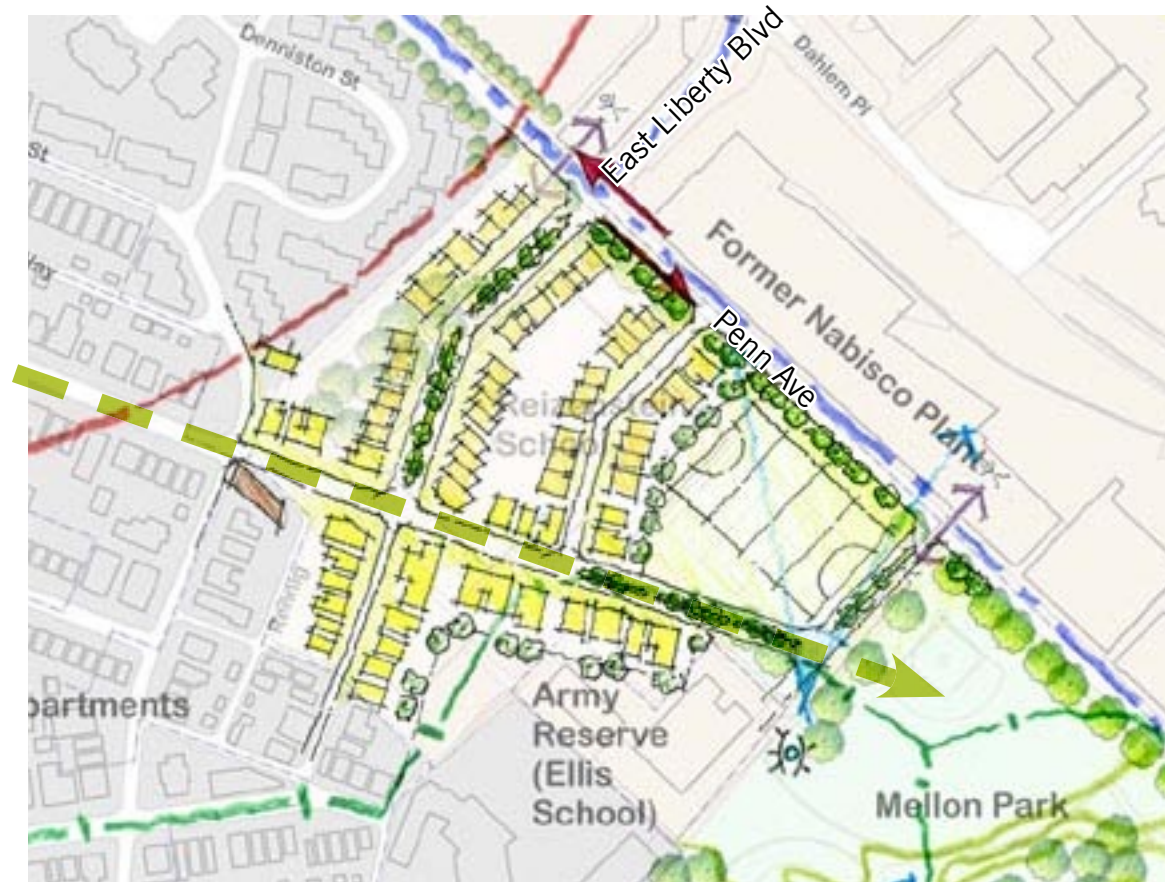 Denniston St
East Liberty Blvd
Dahlem Pl
St
Former Nabisco Plant
Penn Ave
Reizenstein
School
partments
Army
Reserve
(Ellis
School)
Mellon Park